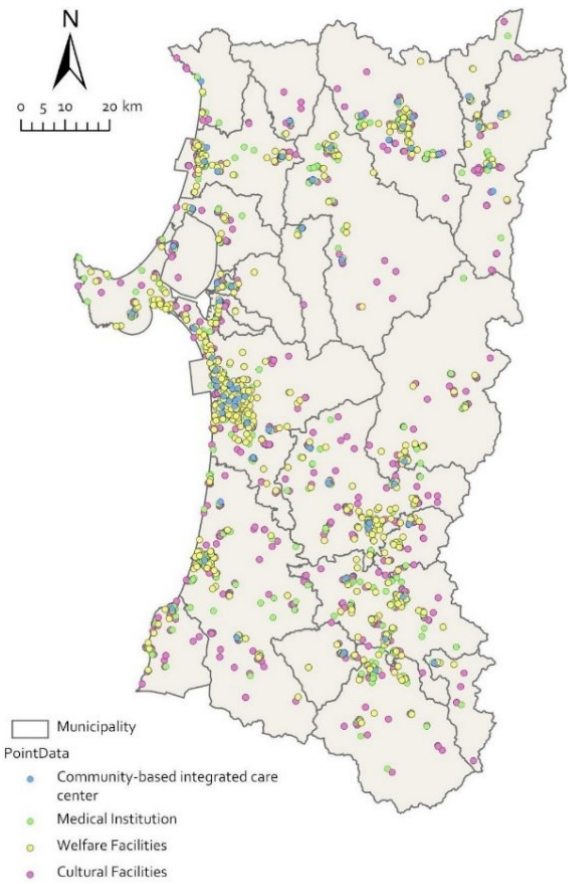 N
0 5 10 20 km
Municipality
PointData
Community-based integrated care
center
Medical Institution
Welfare Facilities
Cultural Facilities